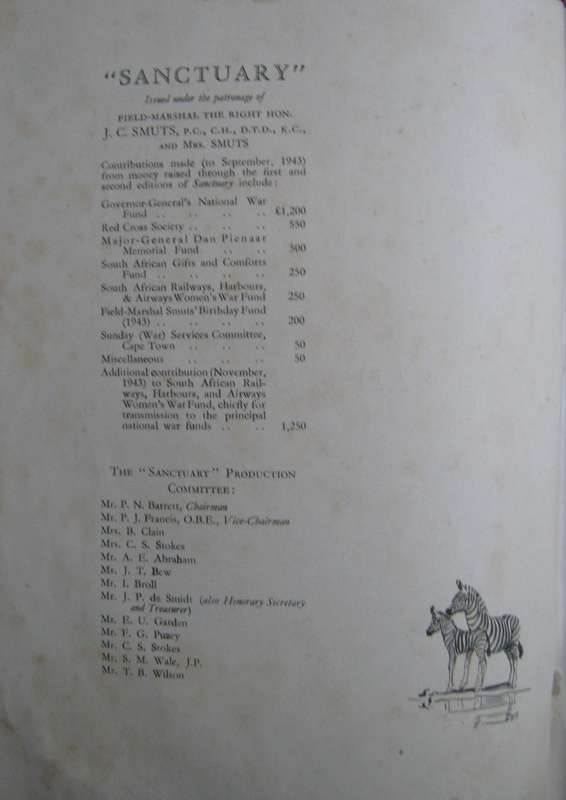 "SANCTUARY"
Issued under the patronage of
FIELD-MARSHAL THE RIGHT HON.
J. C. SMUTS, P.C., C.H., D.T.D., K.C.,
AND MRS. SMUTS
Contributions made (to September, 1943)
from money raised through the first and
second editions of Sanctuary include:
Governor-General's National War
Fund .. .. .. .. £1,200
Red Cross Society .. .. .. 550
Major-General Dan Pienaar
Memorial Fund .. .. 500
South African Gifts and Comforts
Fund .. .. .. .. 250
South African Railways, Harbours,
& Airways Women's War Fund 250
Field-Marshal Smuts' Birthday Fund
(1943) .. .. .. .. 200
Sunday (War) Services Committee,
Cape Town .. .. .. 50
Miscellaneous .. .. .. 50
Additional contribution (November,
1943) to South African Rail-
ways, Harbours, and Airways
Women's War Fund, chiefly for
transmission to the principal
national war funds .. .. 1,250
THE "SANCTUARY" PRODUCTION
COMMITTEE:
Mr. P. N. Barrett, Chairman
Mr. P. J. Francis, O.B.E., Vice-Chairman
Mrs. B. Clain
Mrs. C. S. Stokes
Mr. A. E. Abraham
Mr. J. T. Bew
Mr. I. Broll
Mr. J. P. de Smidt (also Honorary Secretary
and Treasurer)
Mr. E. U. Garden
Mr. F. G. Puzey
Mr. C. S. Stokes
Mr. S. M. Wale, J.P.
Mr. T. B. Wilson